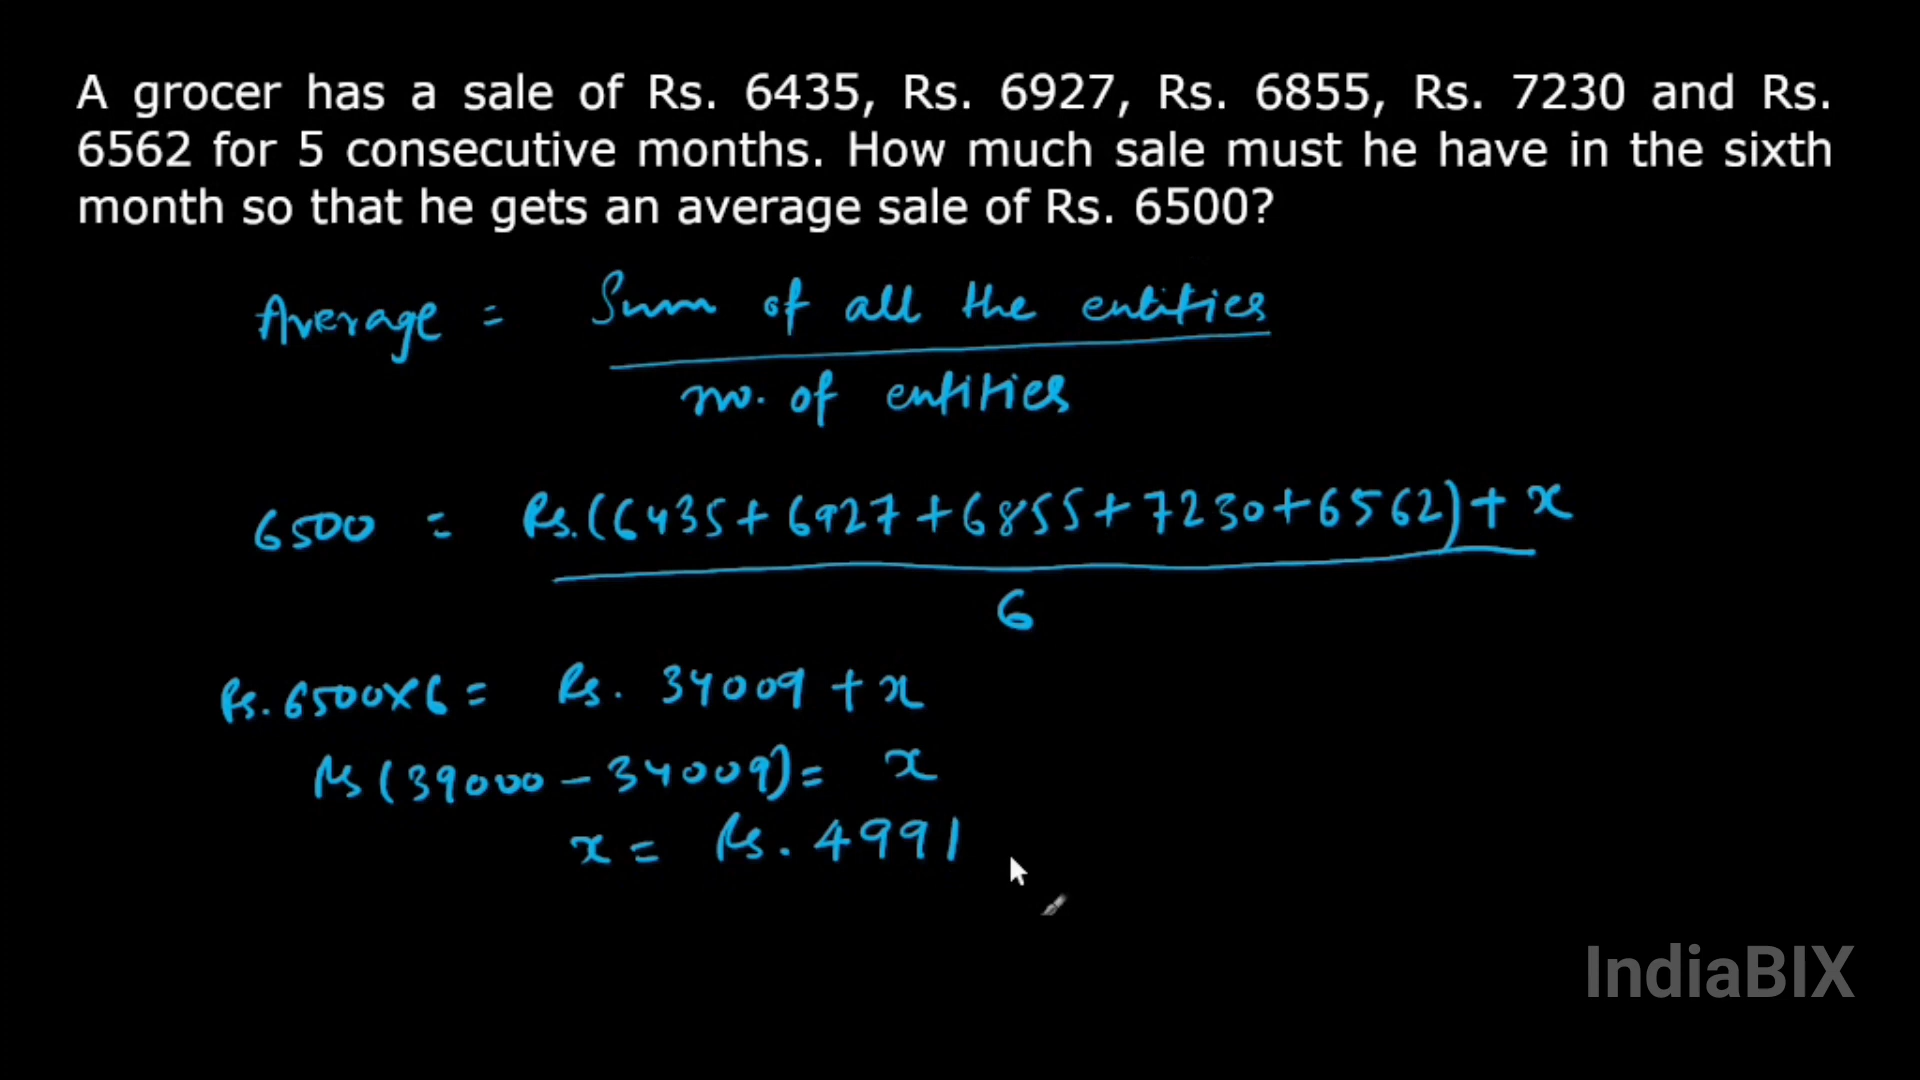 A grocer has a sale of Rs. 6435, Rs. 6927, Rs. 6855, Rs. 7230 and Rs.
6562 for 5 consecutive months. How much sale must he have in the sixth
month so that he gets an average sale of Rs. 6500?
Average = Sum of all the entities
no. of entities
6500 = Rs.(6435+6927+6855+7230+6562)+x
6
Rs.6500x6 = Rs. 34009 + x
Rs(39000-34009)= x
x = Rs. 4991
IndiaBIX